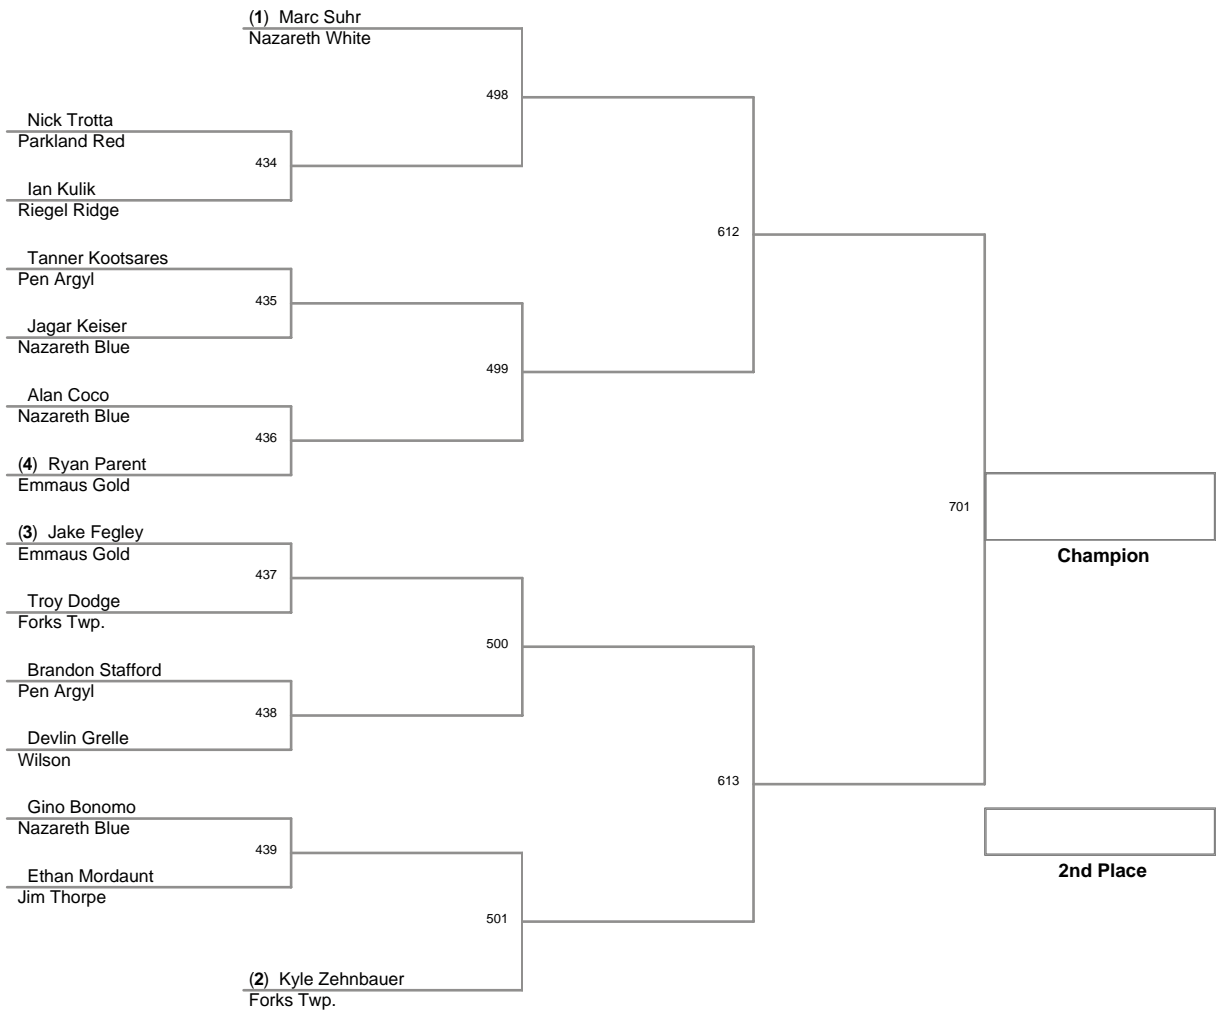 (1) Marc Suhr
Nazareth White
498
Nick Trotta
Parkland Red
434
Ian Kulik
Riegel Ridge
612
Tanner Kootsares
Pen Argyl
435
Jagar Keiser
Nazareth Blue
499
Alan Coco
Nazareth Blue
436
(4) Ryan Parent
Emmaus Gold
701
Champion
(3) Jake Fegley
Emmaus Gold
437
Troy Dodge
Forks Twp.
500
Brandon Stafford
Pen Argyl
438
Devlin Grelle
Wilson
613
Gino Bonomo
Nazareth Blue
439
Ethan Mordaunt
Jim Thorpe
2nd Place
501
(2) Kyle Zehnbauer
Forks Twp.